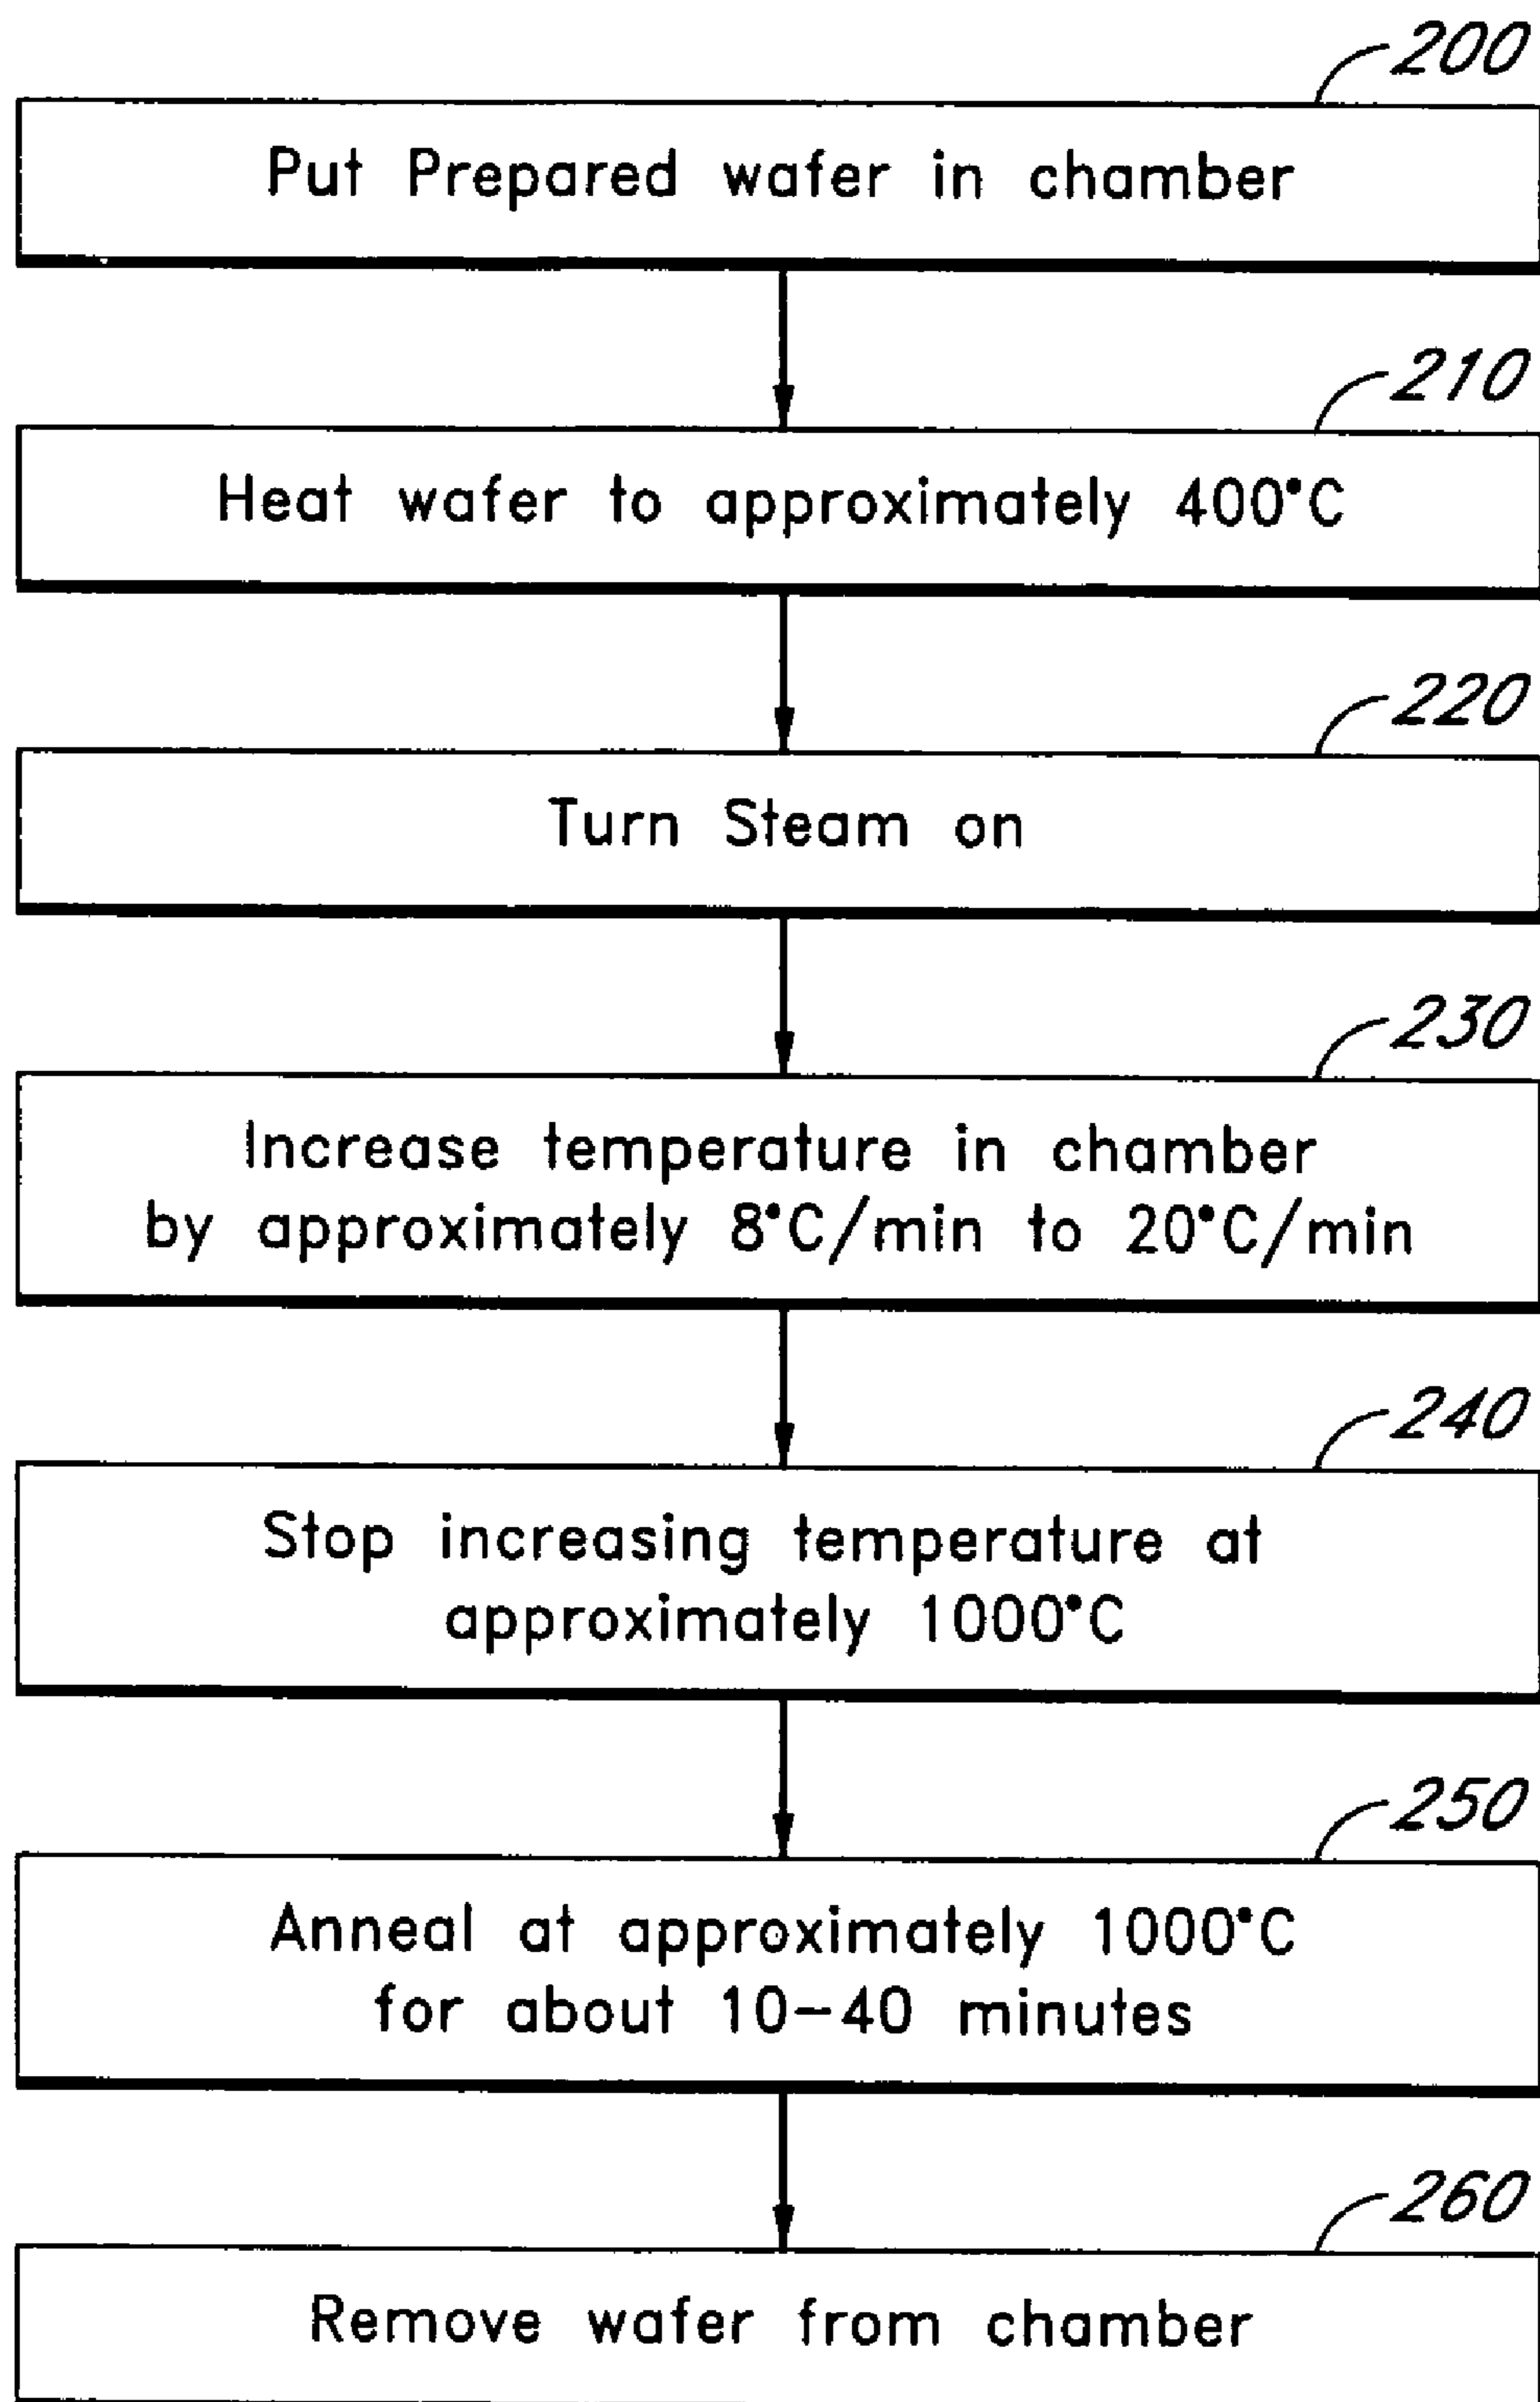 200
Put Prepared wafer in chamber
210
Heat wafer to approximately 400°C
220
Turn Steam on
230
Increase temperature in chamber
by approximately 8°C/min to 20°C/min
240
Stop increasing temperature at
approximately 1000°C
250
Anneal at approximately 1000°C
for about 10-40 minutes
260
Remove wafer from chamber